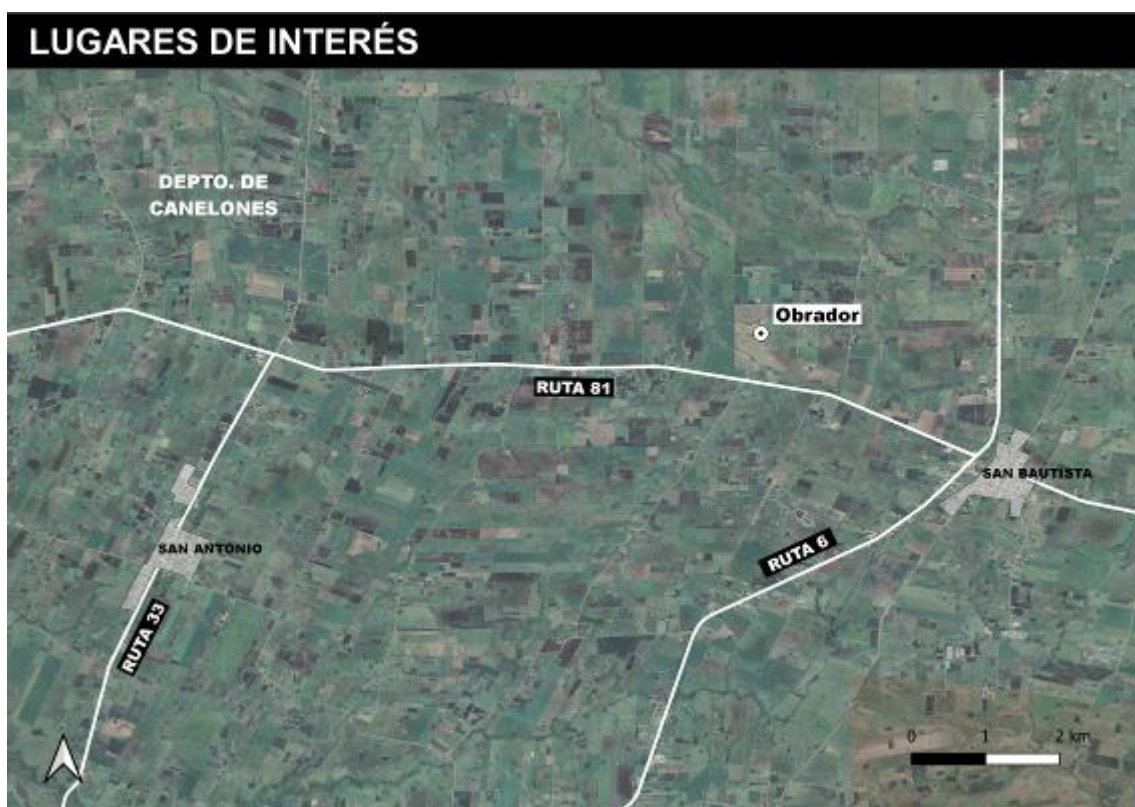 LUGARES DE INTERÉS
DEPTO. DE
CANELONES
Obrador
RUTA 81
SAN BAUTISTA
SAN ANTONIO
RUTA 6
RUTA 33
0 1 2 km